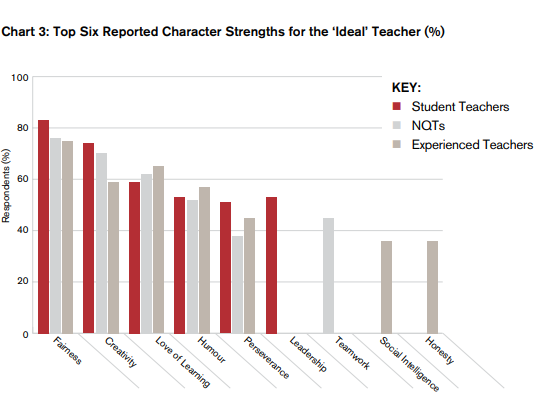 Chart 3: Top Six Reported Character Strengths for the ‘Ideal’ Teacher (%)
KEY:
Student Teachers
NQTs
Experienced Teachers
Respondents (%)
100
80
60
40
20
0
Fairness
Creativity
Love of Learning
Humour
Perseverance
Leadership
Teamwork
Social Intelligence
Honesty